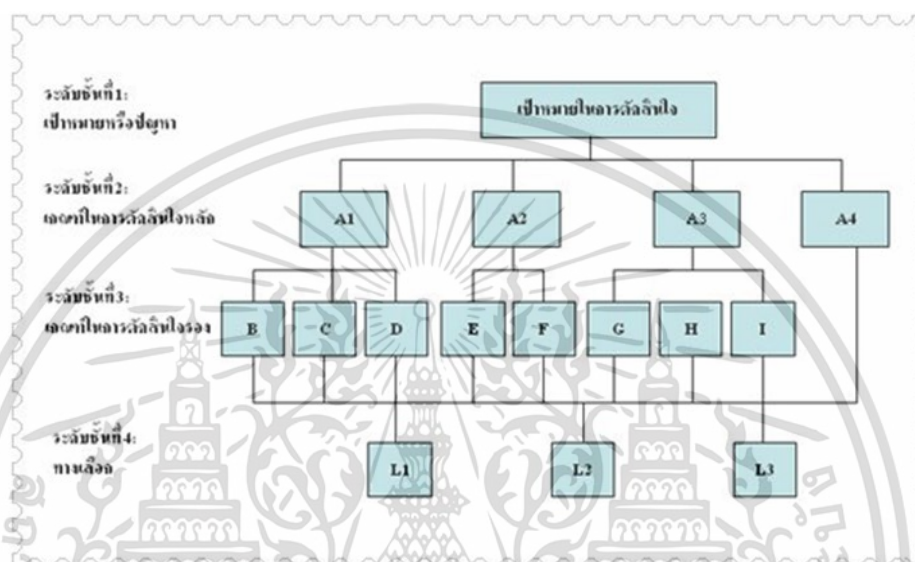 ระดับชั้นที่1:
เป้าหมายหรือปัญหา
เป้าหมายในการตัดสินใจ
ระดับชั้นที่2:
เกณฑ์ในการตัดสินใจหลัก
A1 A2 A3 A4
ระดับชั้นที่3:
เกณฑ์ในการตัดสินใจรอง
B C D E F G H I
ระดับชั้นที่4:
ทางเลือก
L1 L2 L3